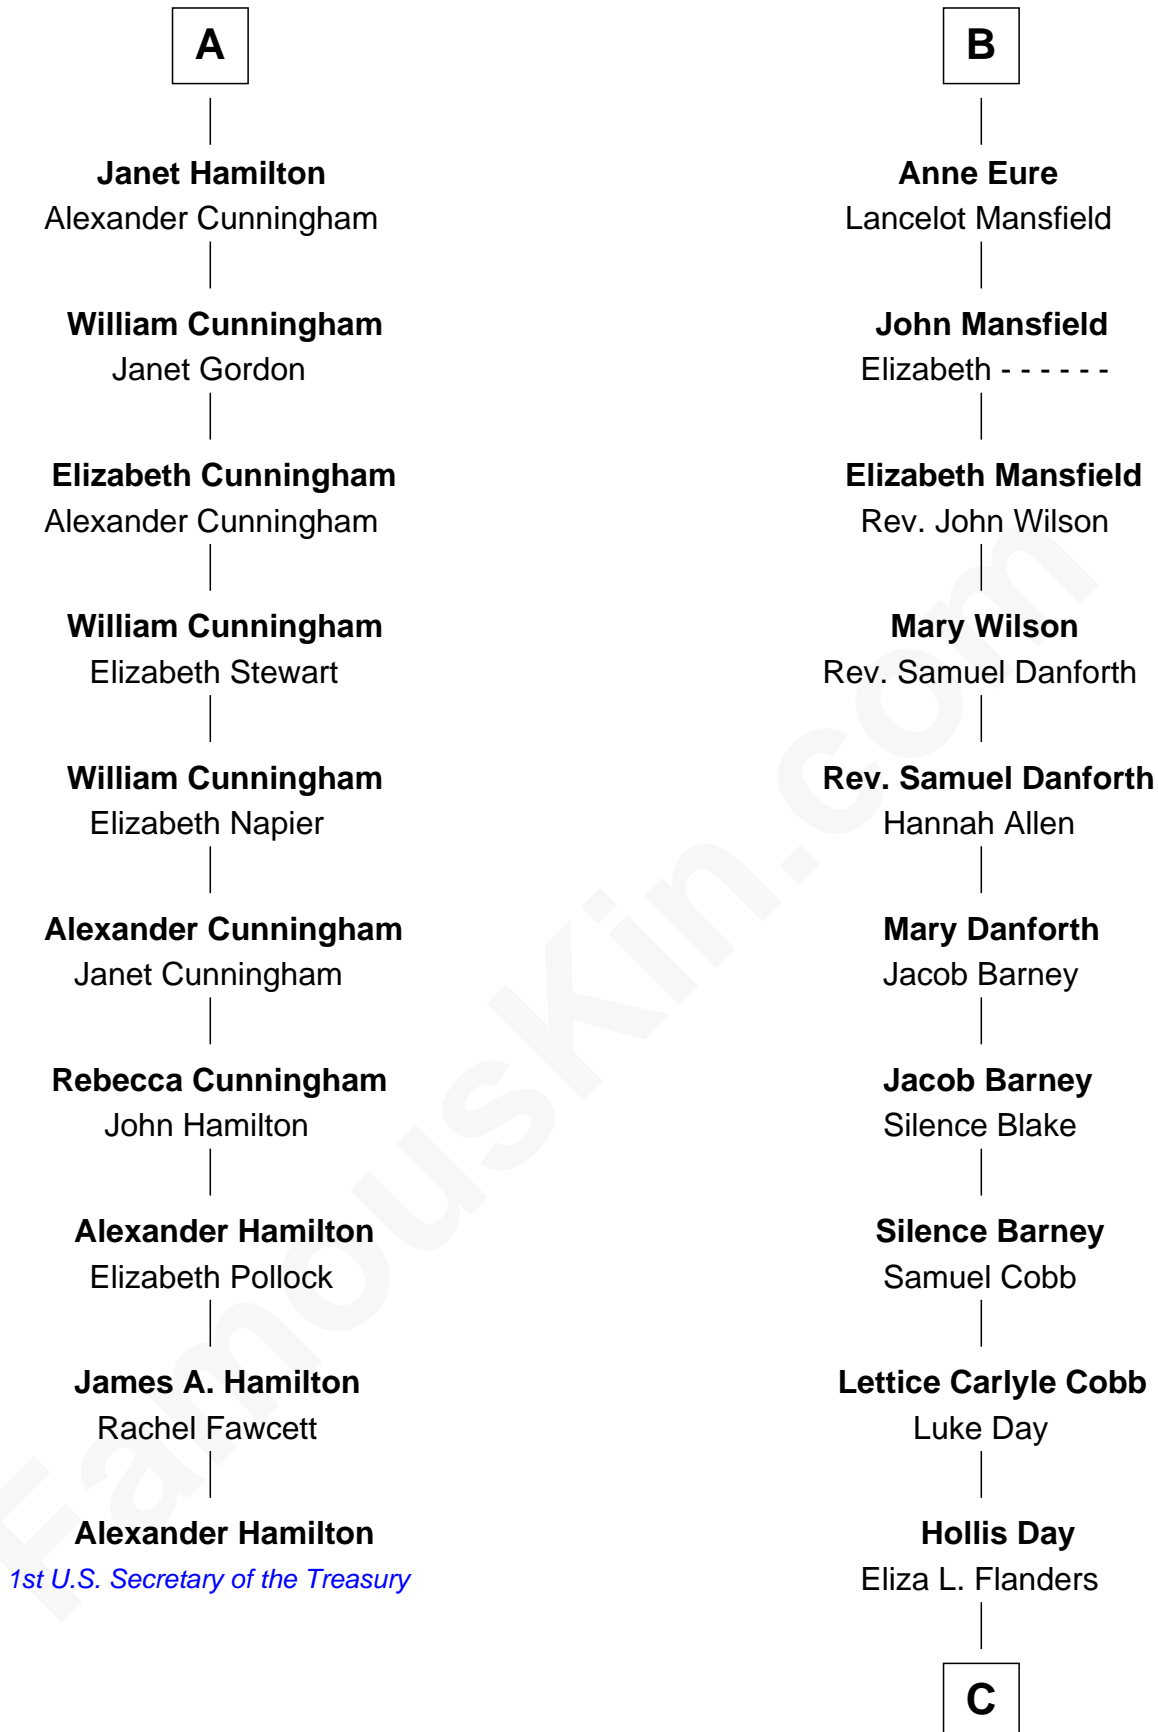 A
Janet Hamilton
Alexander Cunningham
William Cunningham
Janet Gordon
Elizabeth Cunningham
Alexander Cunningham
William Cunningham
Elizabeth Stewart
William Cunningham
Elizabeth Napier
Alexander Cunningham
Janet Cunningham
Rebecca Cunningham
John Hamilton
Alexander Hamilton
Elizabeth Pollock
James A. Hamilton
Rachel Fawcett
Alexander Hamilton
1st U.S. Secretary of the Treasury
B
Anne Eure
Lancelot Mansfield
John Mansfield
Elizabeth - - - - - -
Elizabeth Mansfield
Rev. John Wilson
Mary Wilson
Rev. Samuel Danforth
Rev. Samuel Danforth
Hannah Allen
Mary Danforth
Jacob Barney
Jacob Barney
Silence Blake
Silence Barney
Samuel Cobb
Lettice Carlyle Cobb
Luke Day
Hollis Day
Eliza L. Flanders
C
FamousKin.com